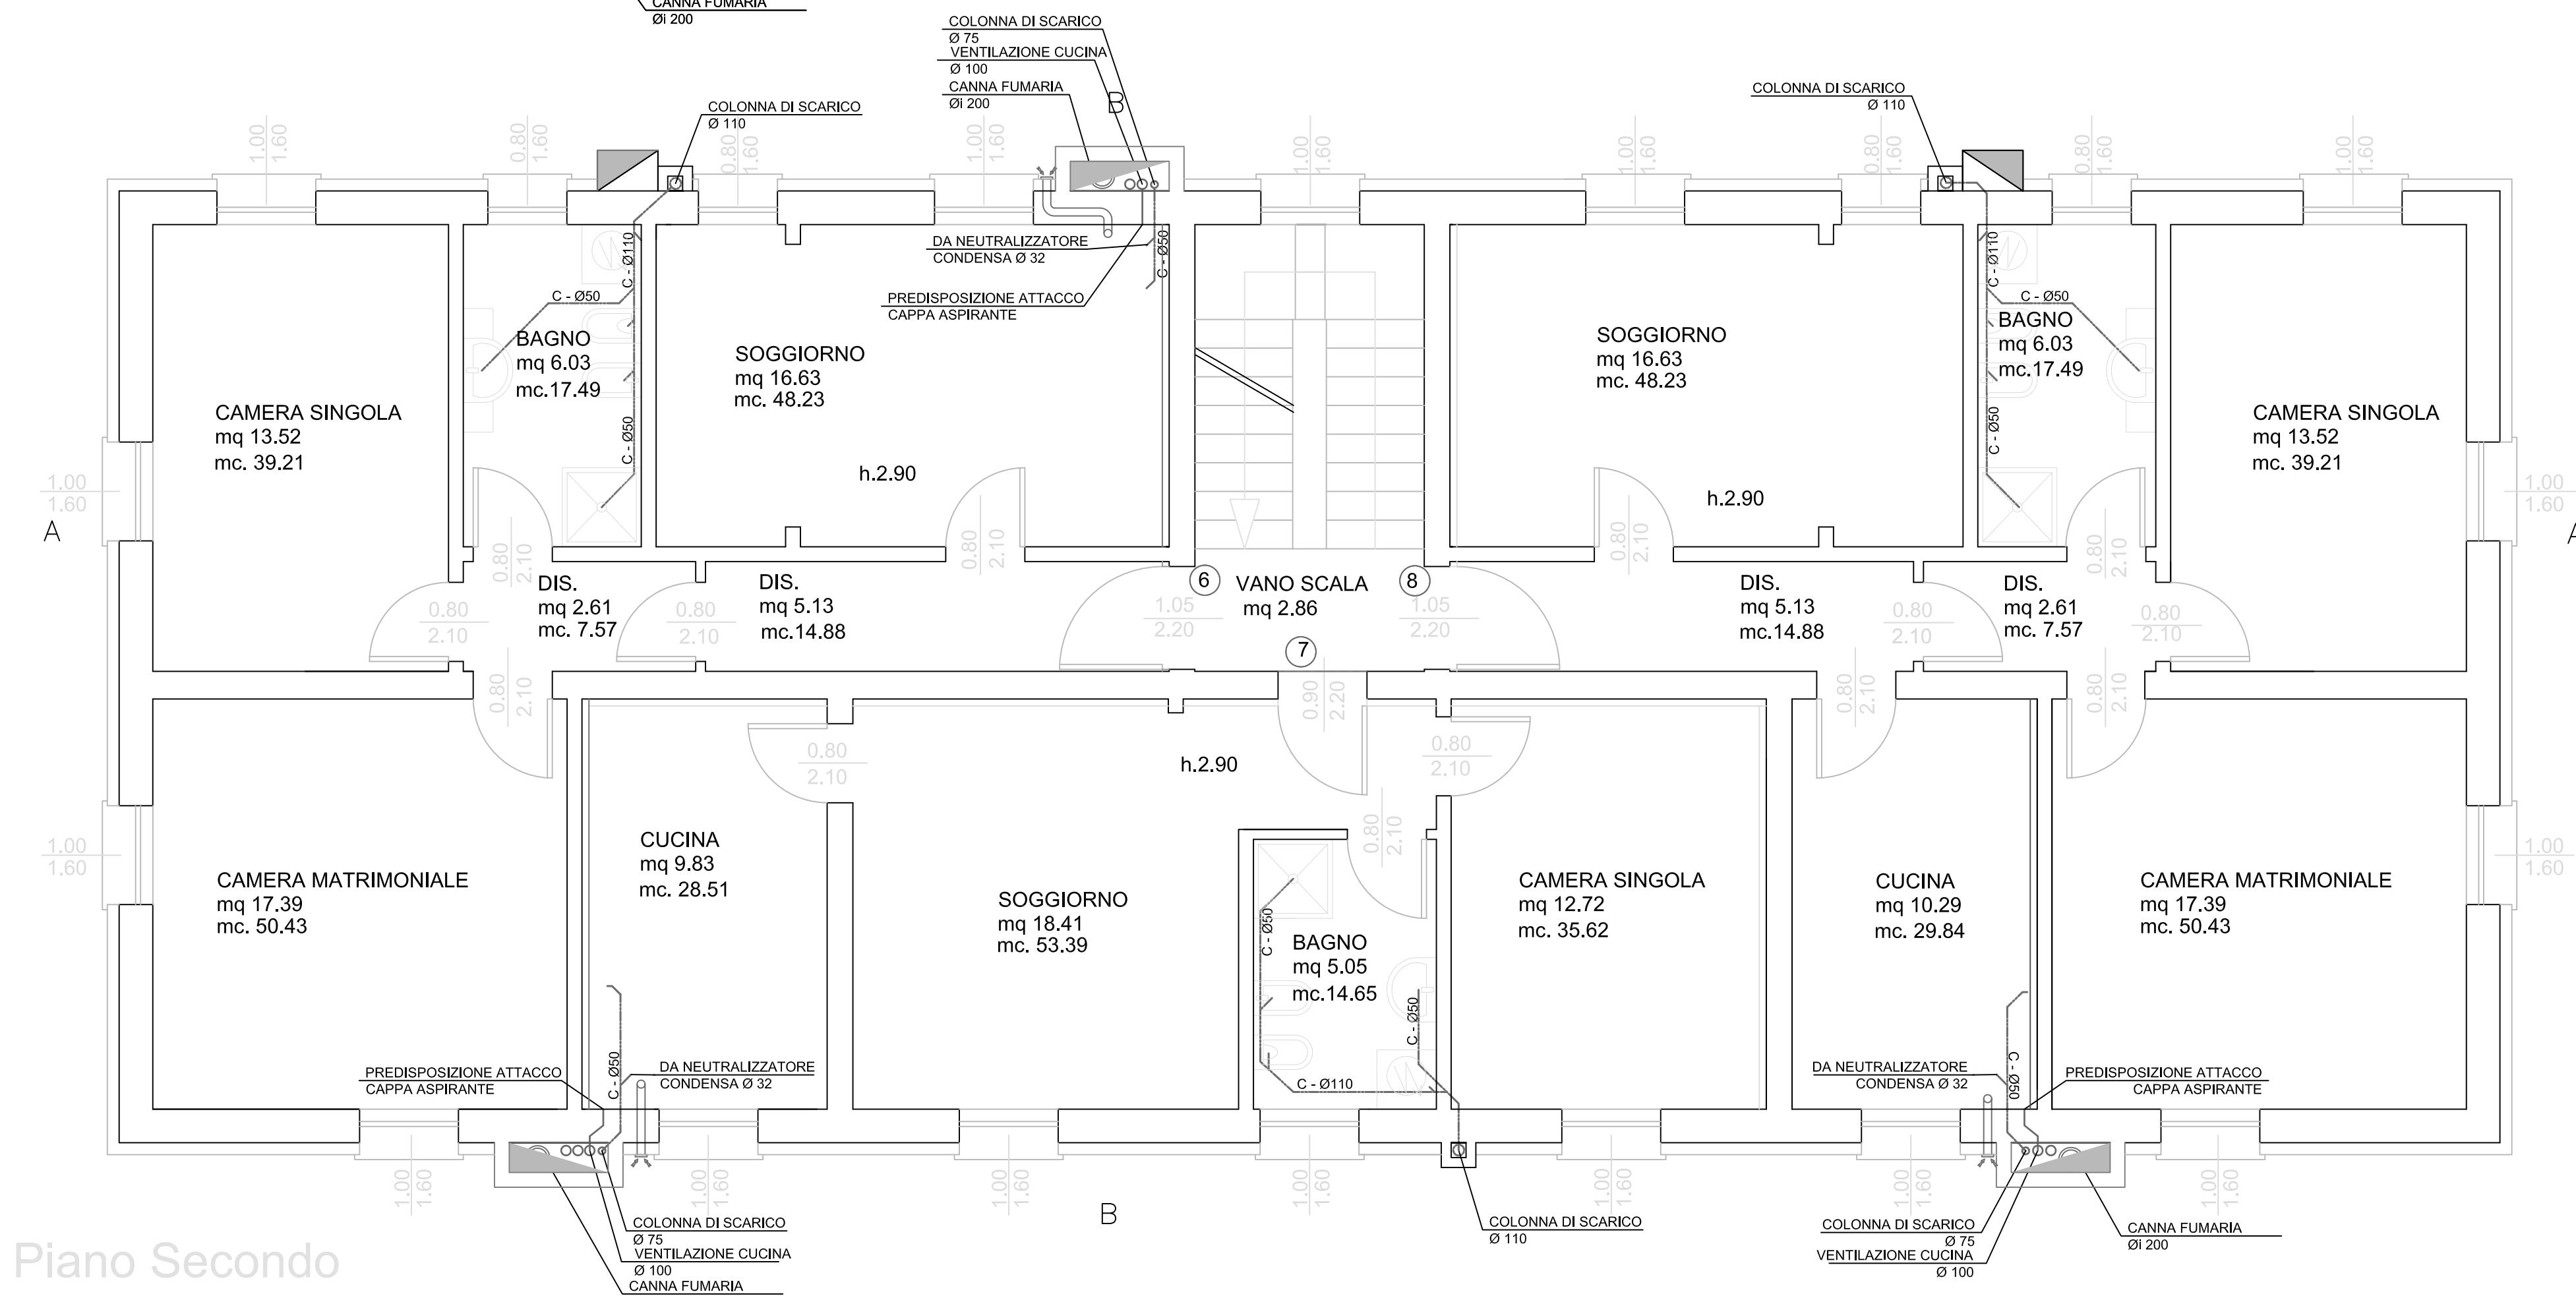 CANNA FUMARIA
Øi 200
COLONNA DI SCARICO
Ø 75
VENTILAZIONE CUCINA
Ø 100
CANNA FUMARIA
Øi 200
B
COLONNA DI SCARICO
Ø 110
COLONNA DI SCARICO
Ø 110
1.00
1.60
0.80
1.60
0.80
1.60
1.00
1.60
1.00
1.60
1.00
1.60
0.80
1.60
0.80
1.60
1.00
1.60
DA NEUTRALIZZATORE
CONDENSA Ø 32
C - Ø50
PREDISPOSIZIONE ATTACCO
CAPPA ASPIRANTE
C - Ø110
C - Ø50
C - Ø50
BAGNO
mq 6.03
mc.17.49
SOGGIORNO
mq 16.63
mc. 48.23
h.2.90
CAMERA SINGOLA
mq 13.52
mc. 39.21
SOGGIORNO
mq 16.63
mc. 48.23
h.2.90
C - Ø110
C - Ø50
C - Ø50
BAGNO
mq 6.03
mc.17.49
CAMERA SINGOLA
mq 13.52
mc. 39.21
1.00
1.60
A
1.00
1.60
A
0.80
2.10
0.80
2.10
0.80
2.10
0.80
2.10
0.80
2.10
DIS.
mq 2.61
mc. 7.57
0.80
2.10
DIS.
mq 5.13
mc.14.88
1.05
2.20
6
VANO SCALA
mq 2.86
8
7
1.05
2.20
DIS.
mq 5.13
mc.14.88
0.80
2.10
DIS.
mq 2.61
mc. 7.57
0.80
2.10
0.80
2.10
0.90
2.20
0.80
2.10
0.80
2.10
0.80
2.10
h.2.90
0.80
2.10
0.80
2.10
1.00
1.60
1.00
1.60
CAMERA MATRIMONIALE
mq 17.39
mc. 50.43
CUCINA
mq 9.83
mc. 28.51
SOGGIORNO
mq 18.41
mc. 53.39
C - Ø50
BAGNO
mq 5.05
mc.14.65
C - Ø50
C - Ø110
CAMERA SINGOLA
mq 12.72
mc. 35.62
CUCINA
mq 10.29
mc. 29.84
CAMERA MATRIMONIALE
mq 17.39
mc. 50.43
PREDISPOSIZIONE ATTACCO
CAPPA ASPIRANTE
C - Ø50
DA NEUTRALIZZATORE
CONDENSA Ø 32
DA NEUTRALIZZATORE
CONDENSA Ø 32
C - Ø50
PREDISPOSIZIONE ATTACCO
CAPPA ASPIRANTE
1.00
1.60
1.00
1.60
1.00
1.60
1.00
1.60
1.00
1.60
1.00
1.60
1.00
1.60
B
COLONNA DI SCARICO
Ø 75
VENTILAZIONE CUCINA
Ø 100
CANNA FUMARIA
COLONNA DI SCARICO
Ø 110
COLONNA DI SCARICO
Ø 75
VENTILAZIONE CUCINA
Ø 100
CANNA FUMARIA
Øi 200
Piano Secondo